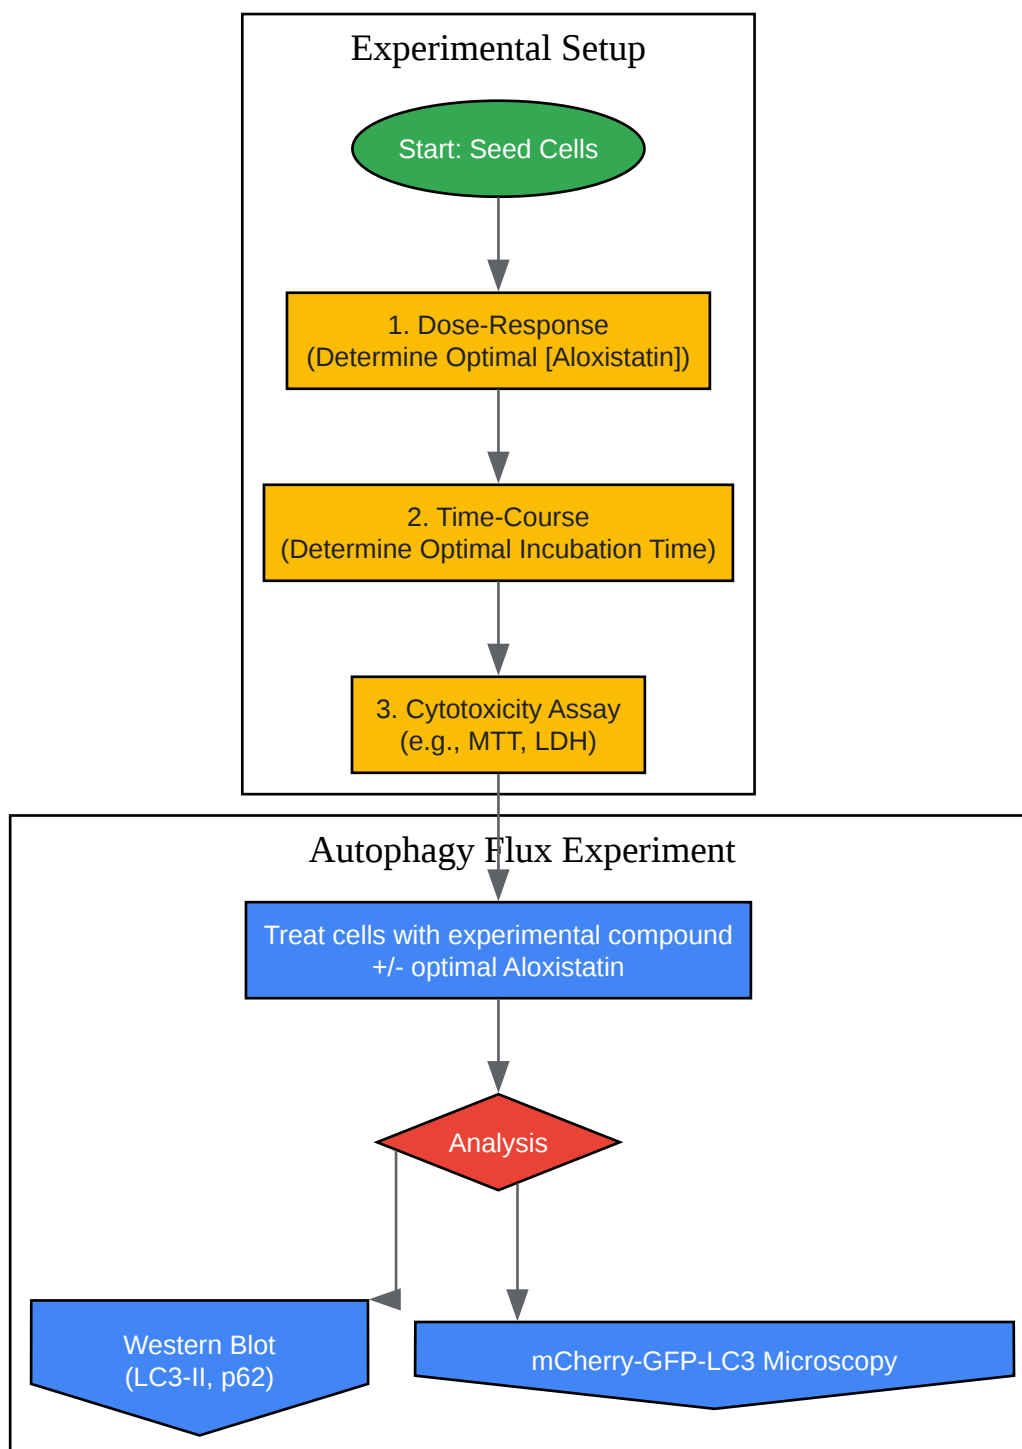 Experimental Setup
Start: Seed Cells
1. Dose-Response
(Determine Optimal [Aloxistatin])
2. Time-Course
(Determine Optimal Incubation Time)
3. Cytotoxicity Assay
(e.g., MTT, LDH)
Autophagy Flux Experiment
Treat cells with experimental compound
+/- optimal Aloxistatin
Analysis
Western Blot
(LC3-II, p62)
mCherry-GFP-LC3 Microscopy